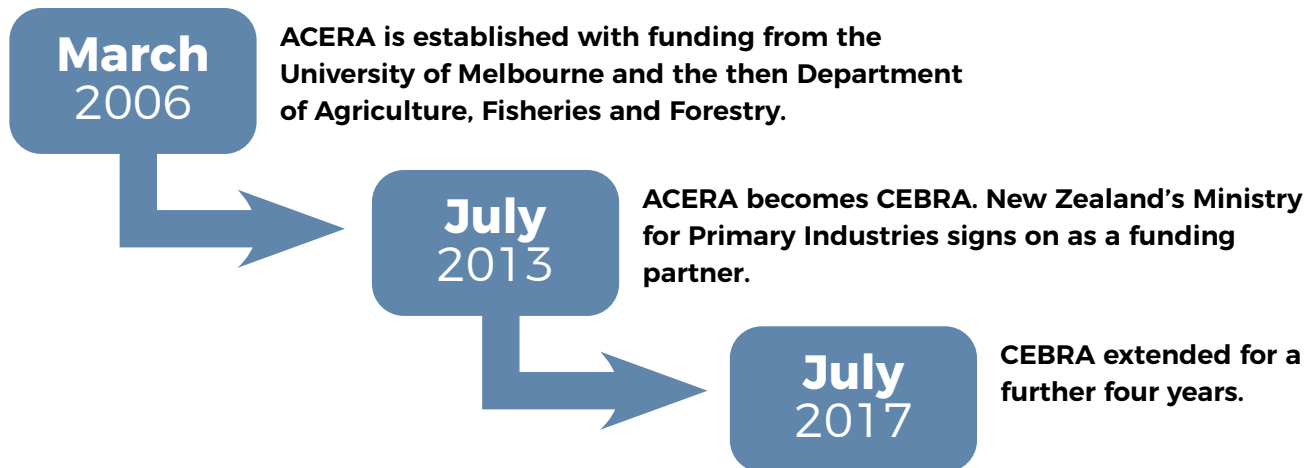 March
2006
ACERA is established with funding from the
University of Melbourne and the then Department
of Agriculture, Fisheries and Forestry.
July
2013
ACERA becomes CEBRA. New Zealand’s Ministry
for Primary Industries signs on as a funding
partner.
July
2017
CEBRA extended for a
further four years.